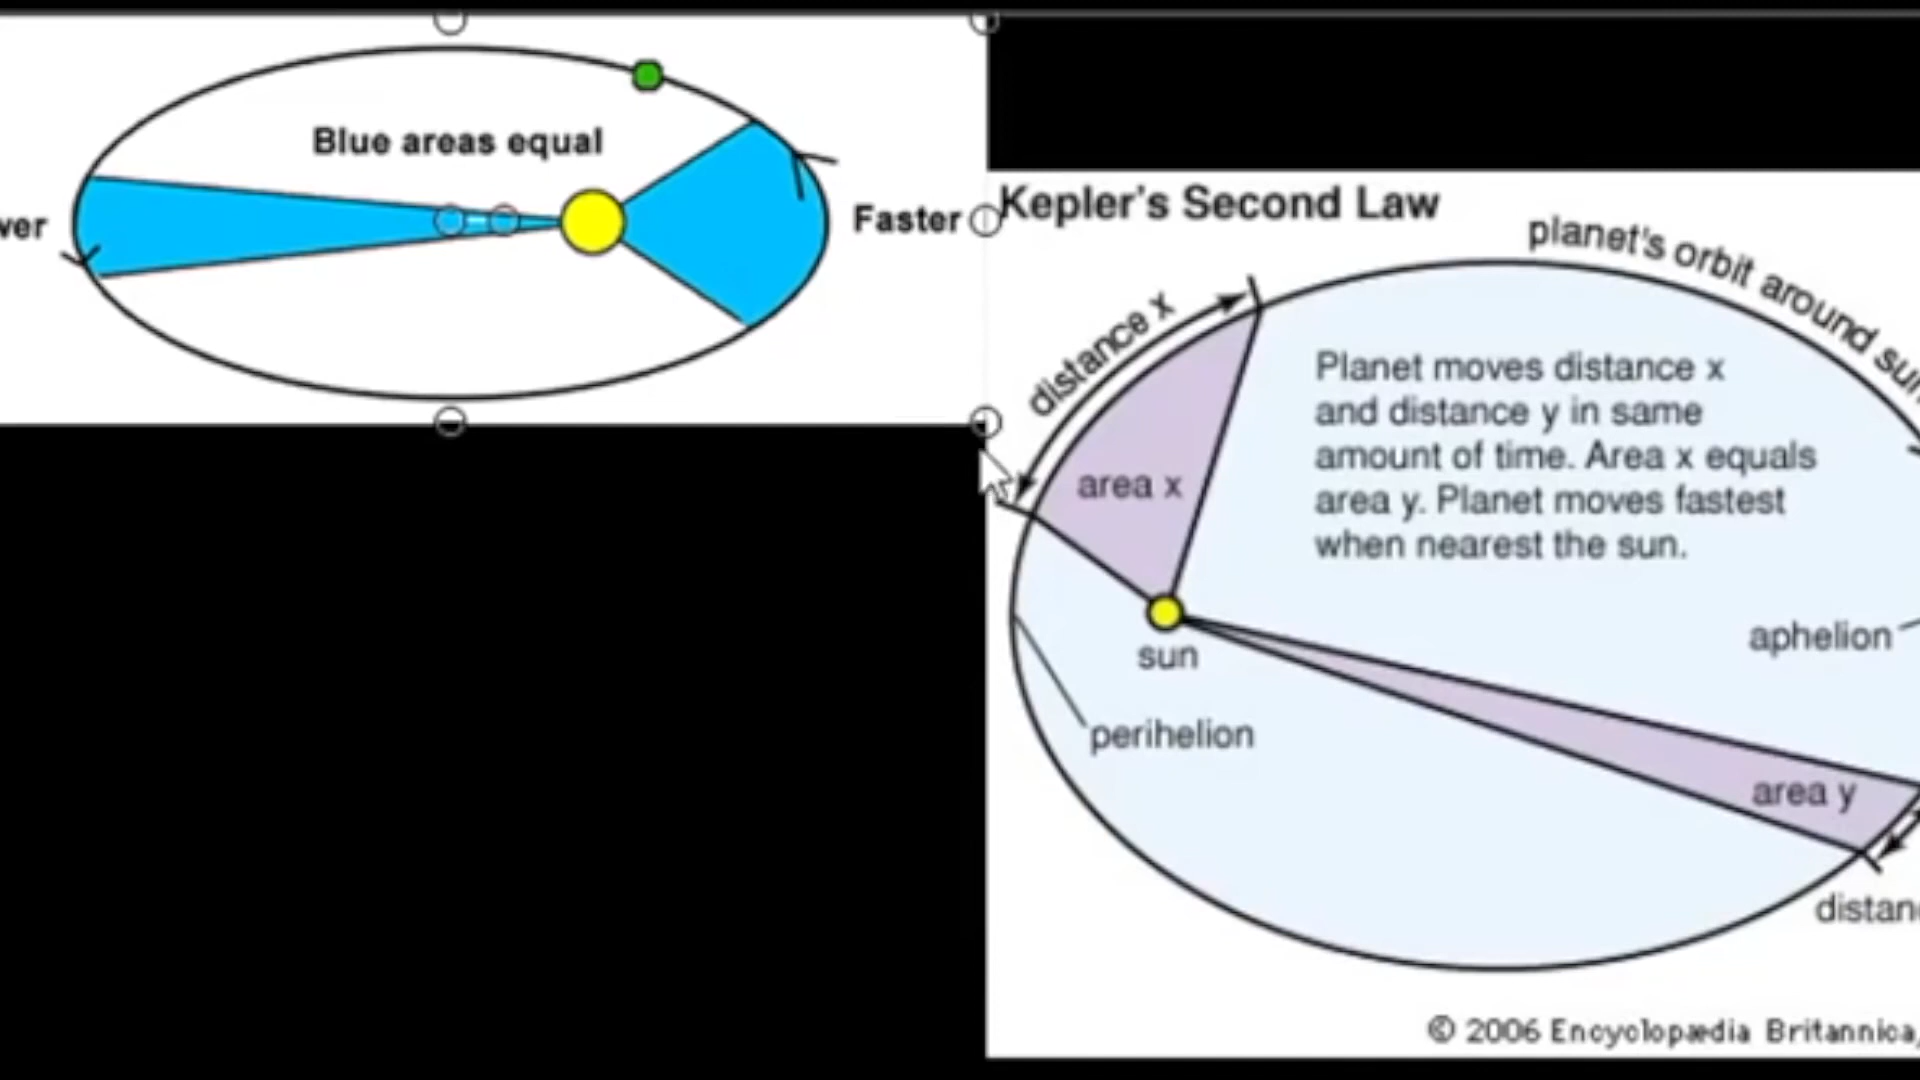 Blue areas equal
Faster
Kepler's Second Law
planet's orbit around sun
distance x
Planet moves distance x
and distance y in same
amount of time. Area x equals
area y. Planet moves fastest
when nearest the sun.
area x
sun
aphelion
perihelion
area y
© 2006 Encyclopædia Britannica,